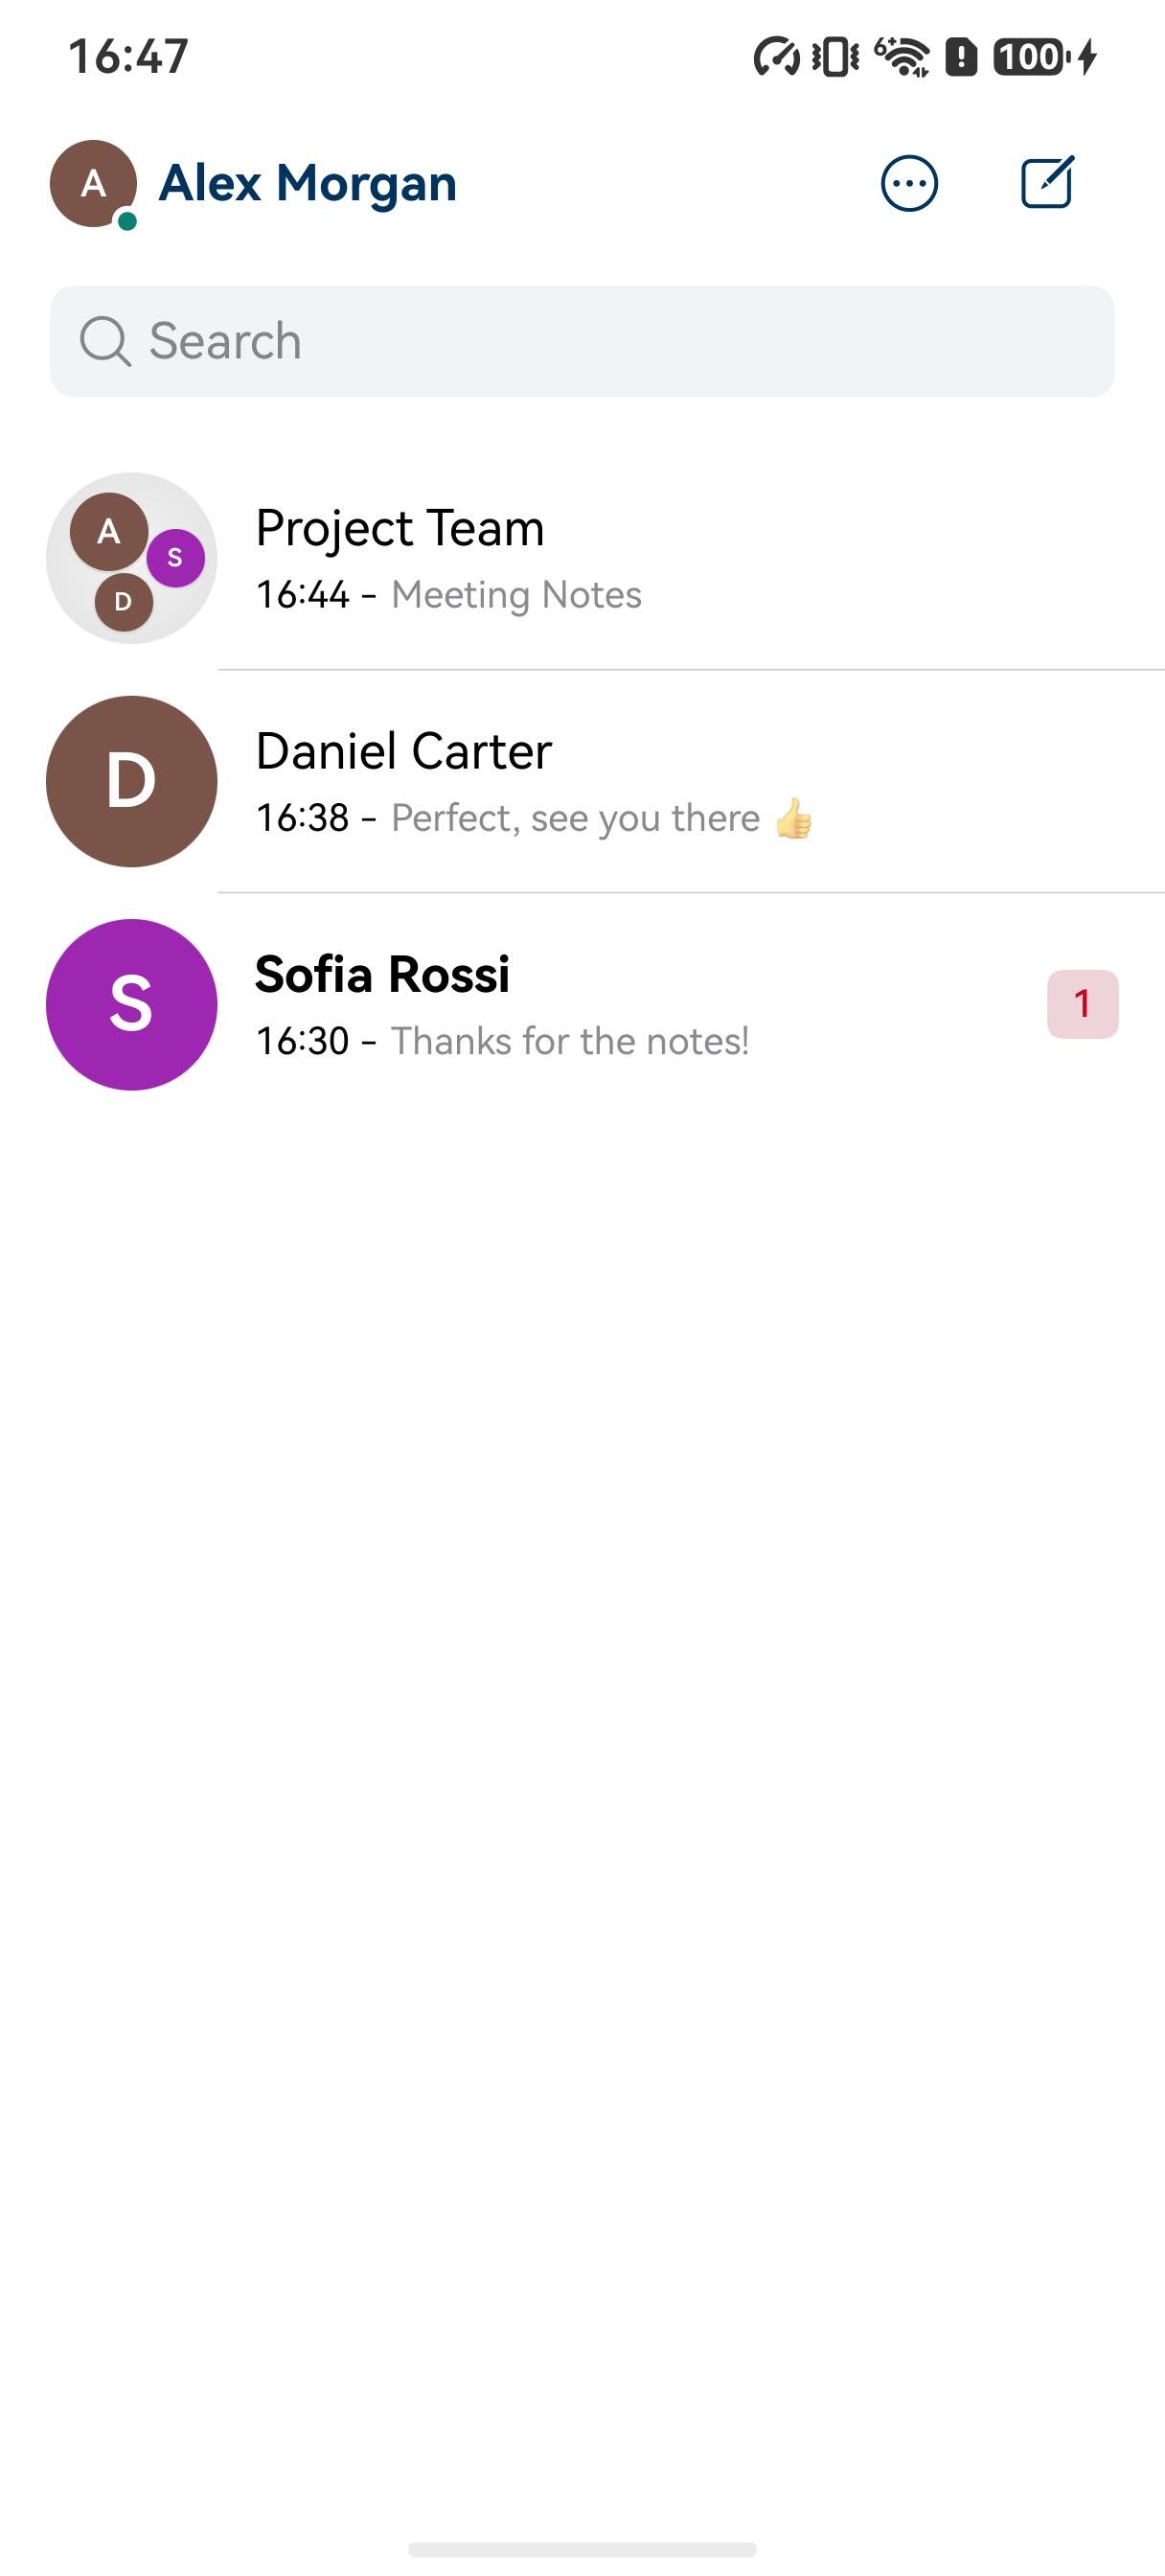 16:47
6 100
A Alex Morgan
Search
A
S
D
Project Team
16:44 - Meeting Notes
D
Daniel Carter
16:38 - Perfect, see you there 👍
S
Sofia Rossi
1
16:30 - Thanks for the notes!